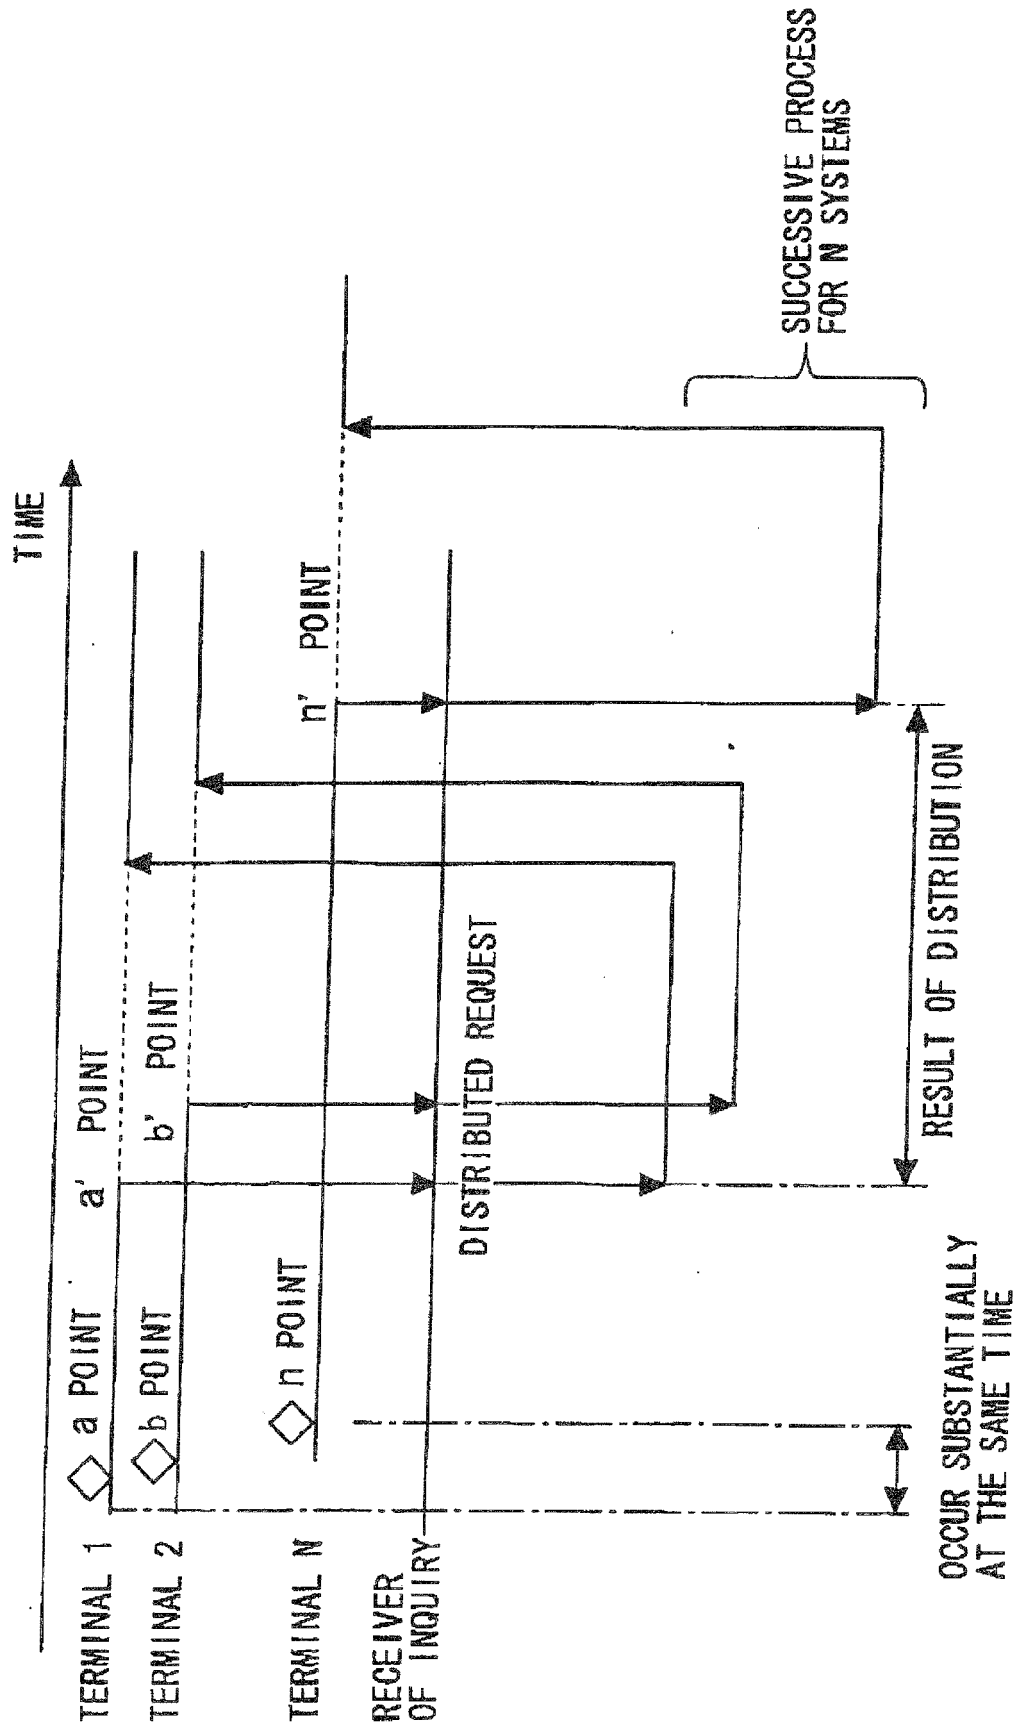 TIME
TERMINAL 1
a POINT
a' POINT
TERMINAL 2
b POINT
b' POINT
TERMINAL N
n POINT
n' POINT
RECEIVER
OF INQUIRY
DISTRIBUTED REQUEST
SUCCESSIVE PROCESS
FOR N SYSTEMS
RESULT OF DISTRIBUTION
OCCUR SUBSTANTIALLY
AT THE SAME TIME